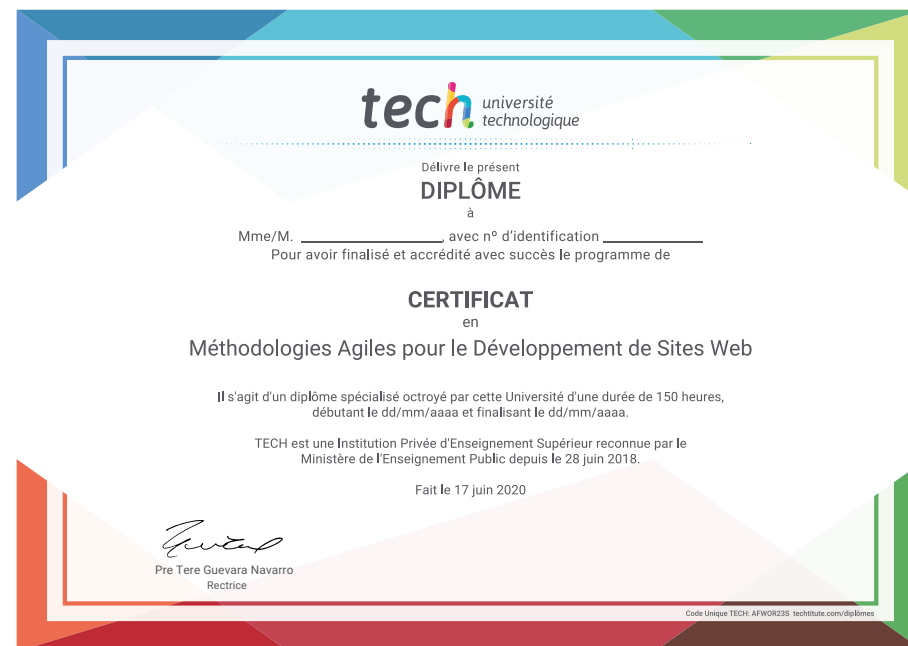 tech université
technologique
Délivre le présent
DIPLÔME
à
Mme/M. ____________________, avec nº d'identification ______________
Pour avoir finalisé et accrédité avec succès le programme de
CERTIFICAT
en
Méthodologies Agiles pour le Développement de Sites Web
Il s'agit d'un diplôme spécialisé octroyé par cette Université d'une durée de 150 heures,
débutant le dd/mm/aaaa et finalisant le dd/mm/aaaa.
TECH est une Institution Privée d'Enseignement Supérieur reconnue par le
Ministère de l'Enseignement Public depuis le 28 juin 2018.
Fait le 17 juin 2020
Pre Tere Guevara Navarro
Rectrice
Code Unique TECH: AFWOR23S techtitute.com/diplômes